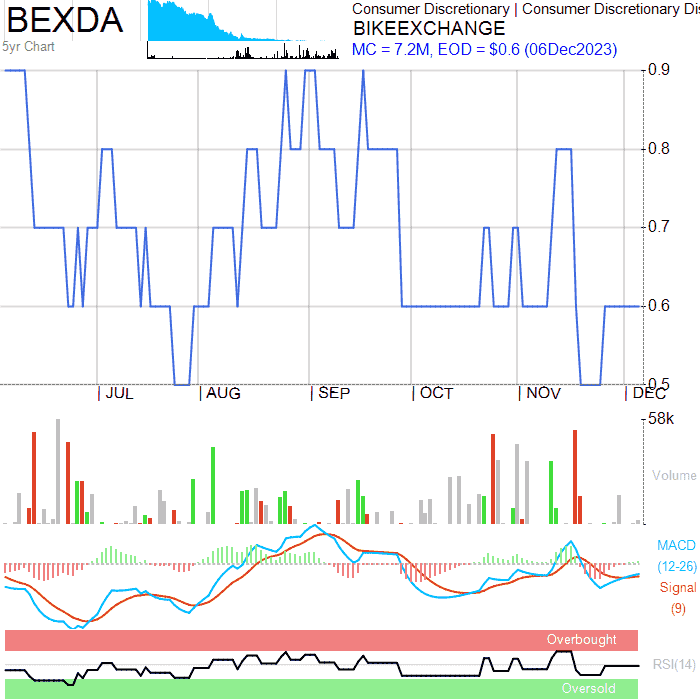 BEXDA
5yr Chart
Consumer Discretionary | Consumer Discretionary Dis
BIKEEXCHANGE
MC = 7.2M, EOD = $0.6 (06Dec2023)
0.9
0.8
0.7
0.6
0.5
JUL
AUG
SEP
OCT
NOV
DEC
58k
Volume
MACD
(12-26)
Signal
(9)
Overbought
RSI(14)
Oversold